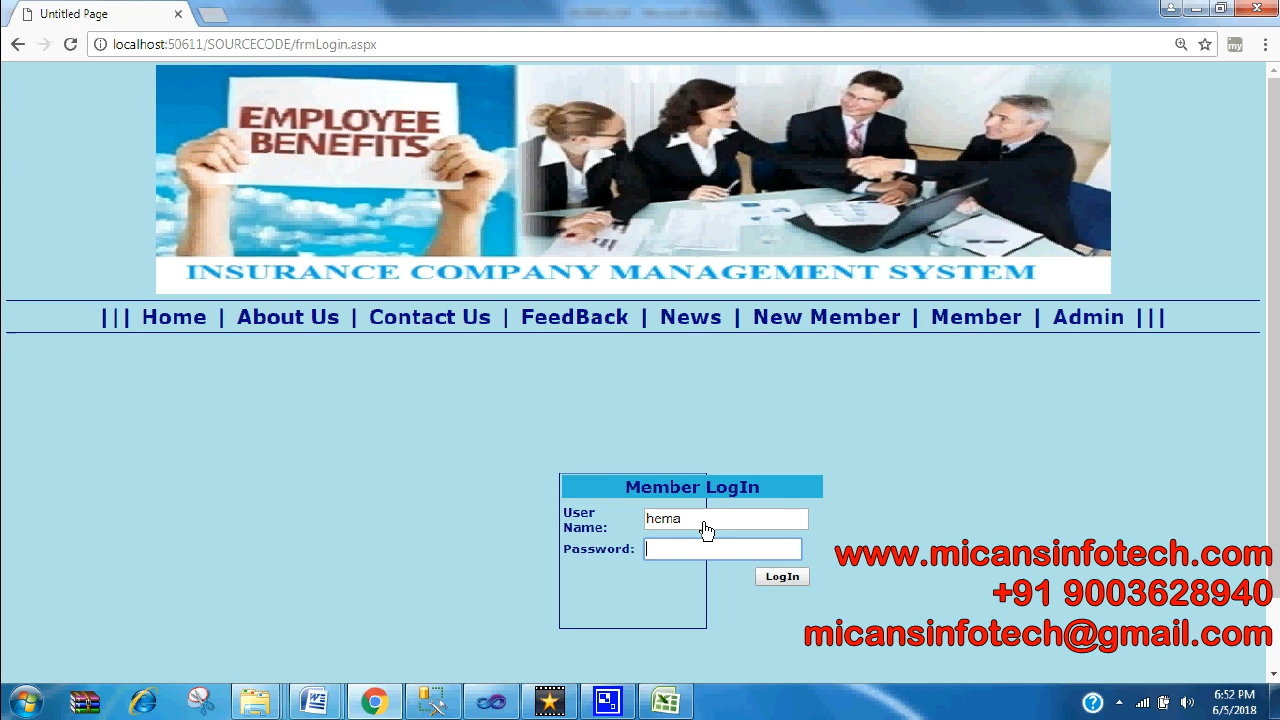 Untitled Page
localhost:50611/SOURCECODE/frmLogin.aspx
my
EMPLOYEE
BENEFITS
INSURANCE COMPANY MANAGEMENT SYSTEM
||| Home | About Us | Contact Us | FeedBack | News | New Member | Member | Admin |||
Member LogIn
User
Name:
hema
Password:
LogIn
www.micansinfotech.com
+91 9003628940
micansinfotech@gmail.com
6:52 PM
6/5/2018